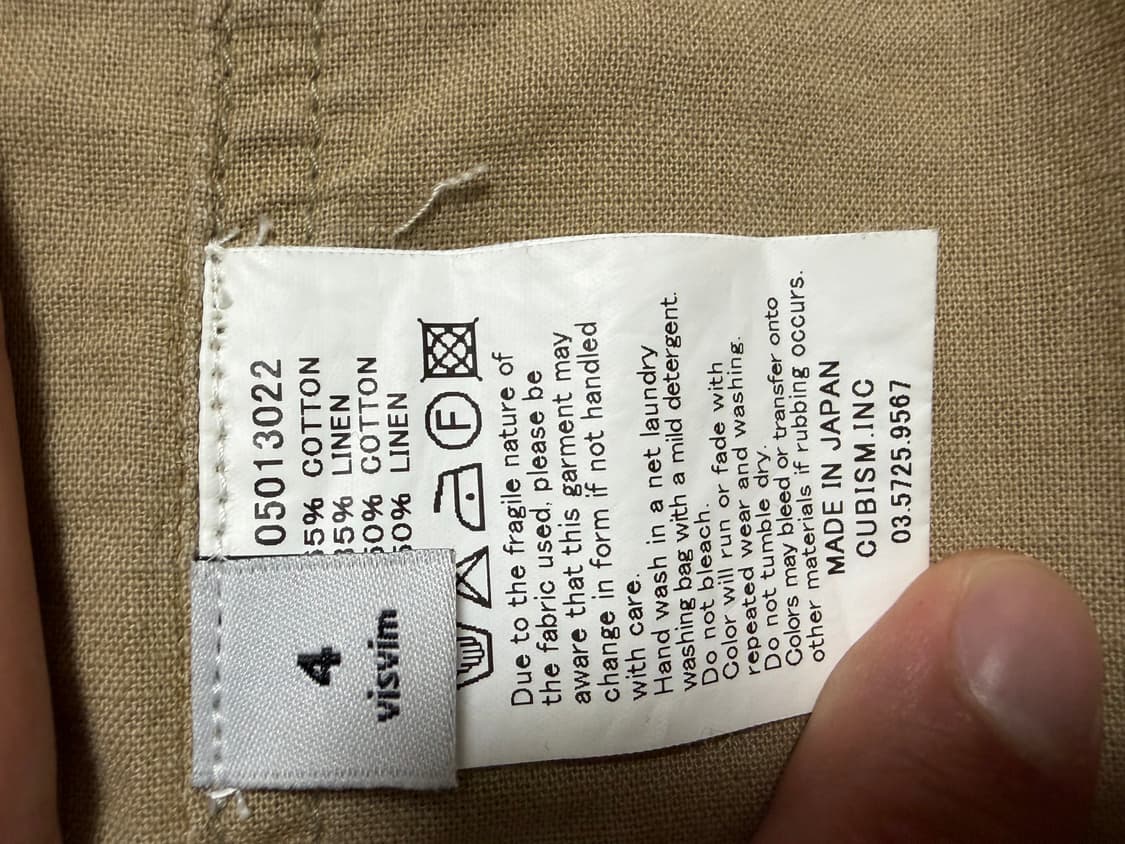 05013022
5% COTTON
5% LINEN
0% COTTON
0% LINEN
F
Due to the fragile nature of
the fabric used, please be
aware that this garment may
change in form if not handled
with care.
Hand wash in a net laundry
washing bag with a mild detergent.
Do not bleach.
Color will run or fade with
repeated wear and washing.
Do not tumble dry.
Colors may bleed or transfer onto
other materials if rubbing occurs.
MADE IN JAPAN
CUBISM.INC
03.5725.9567
4
visvim